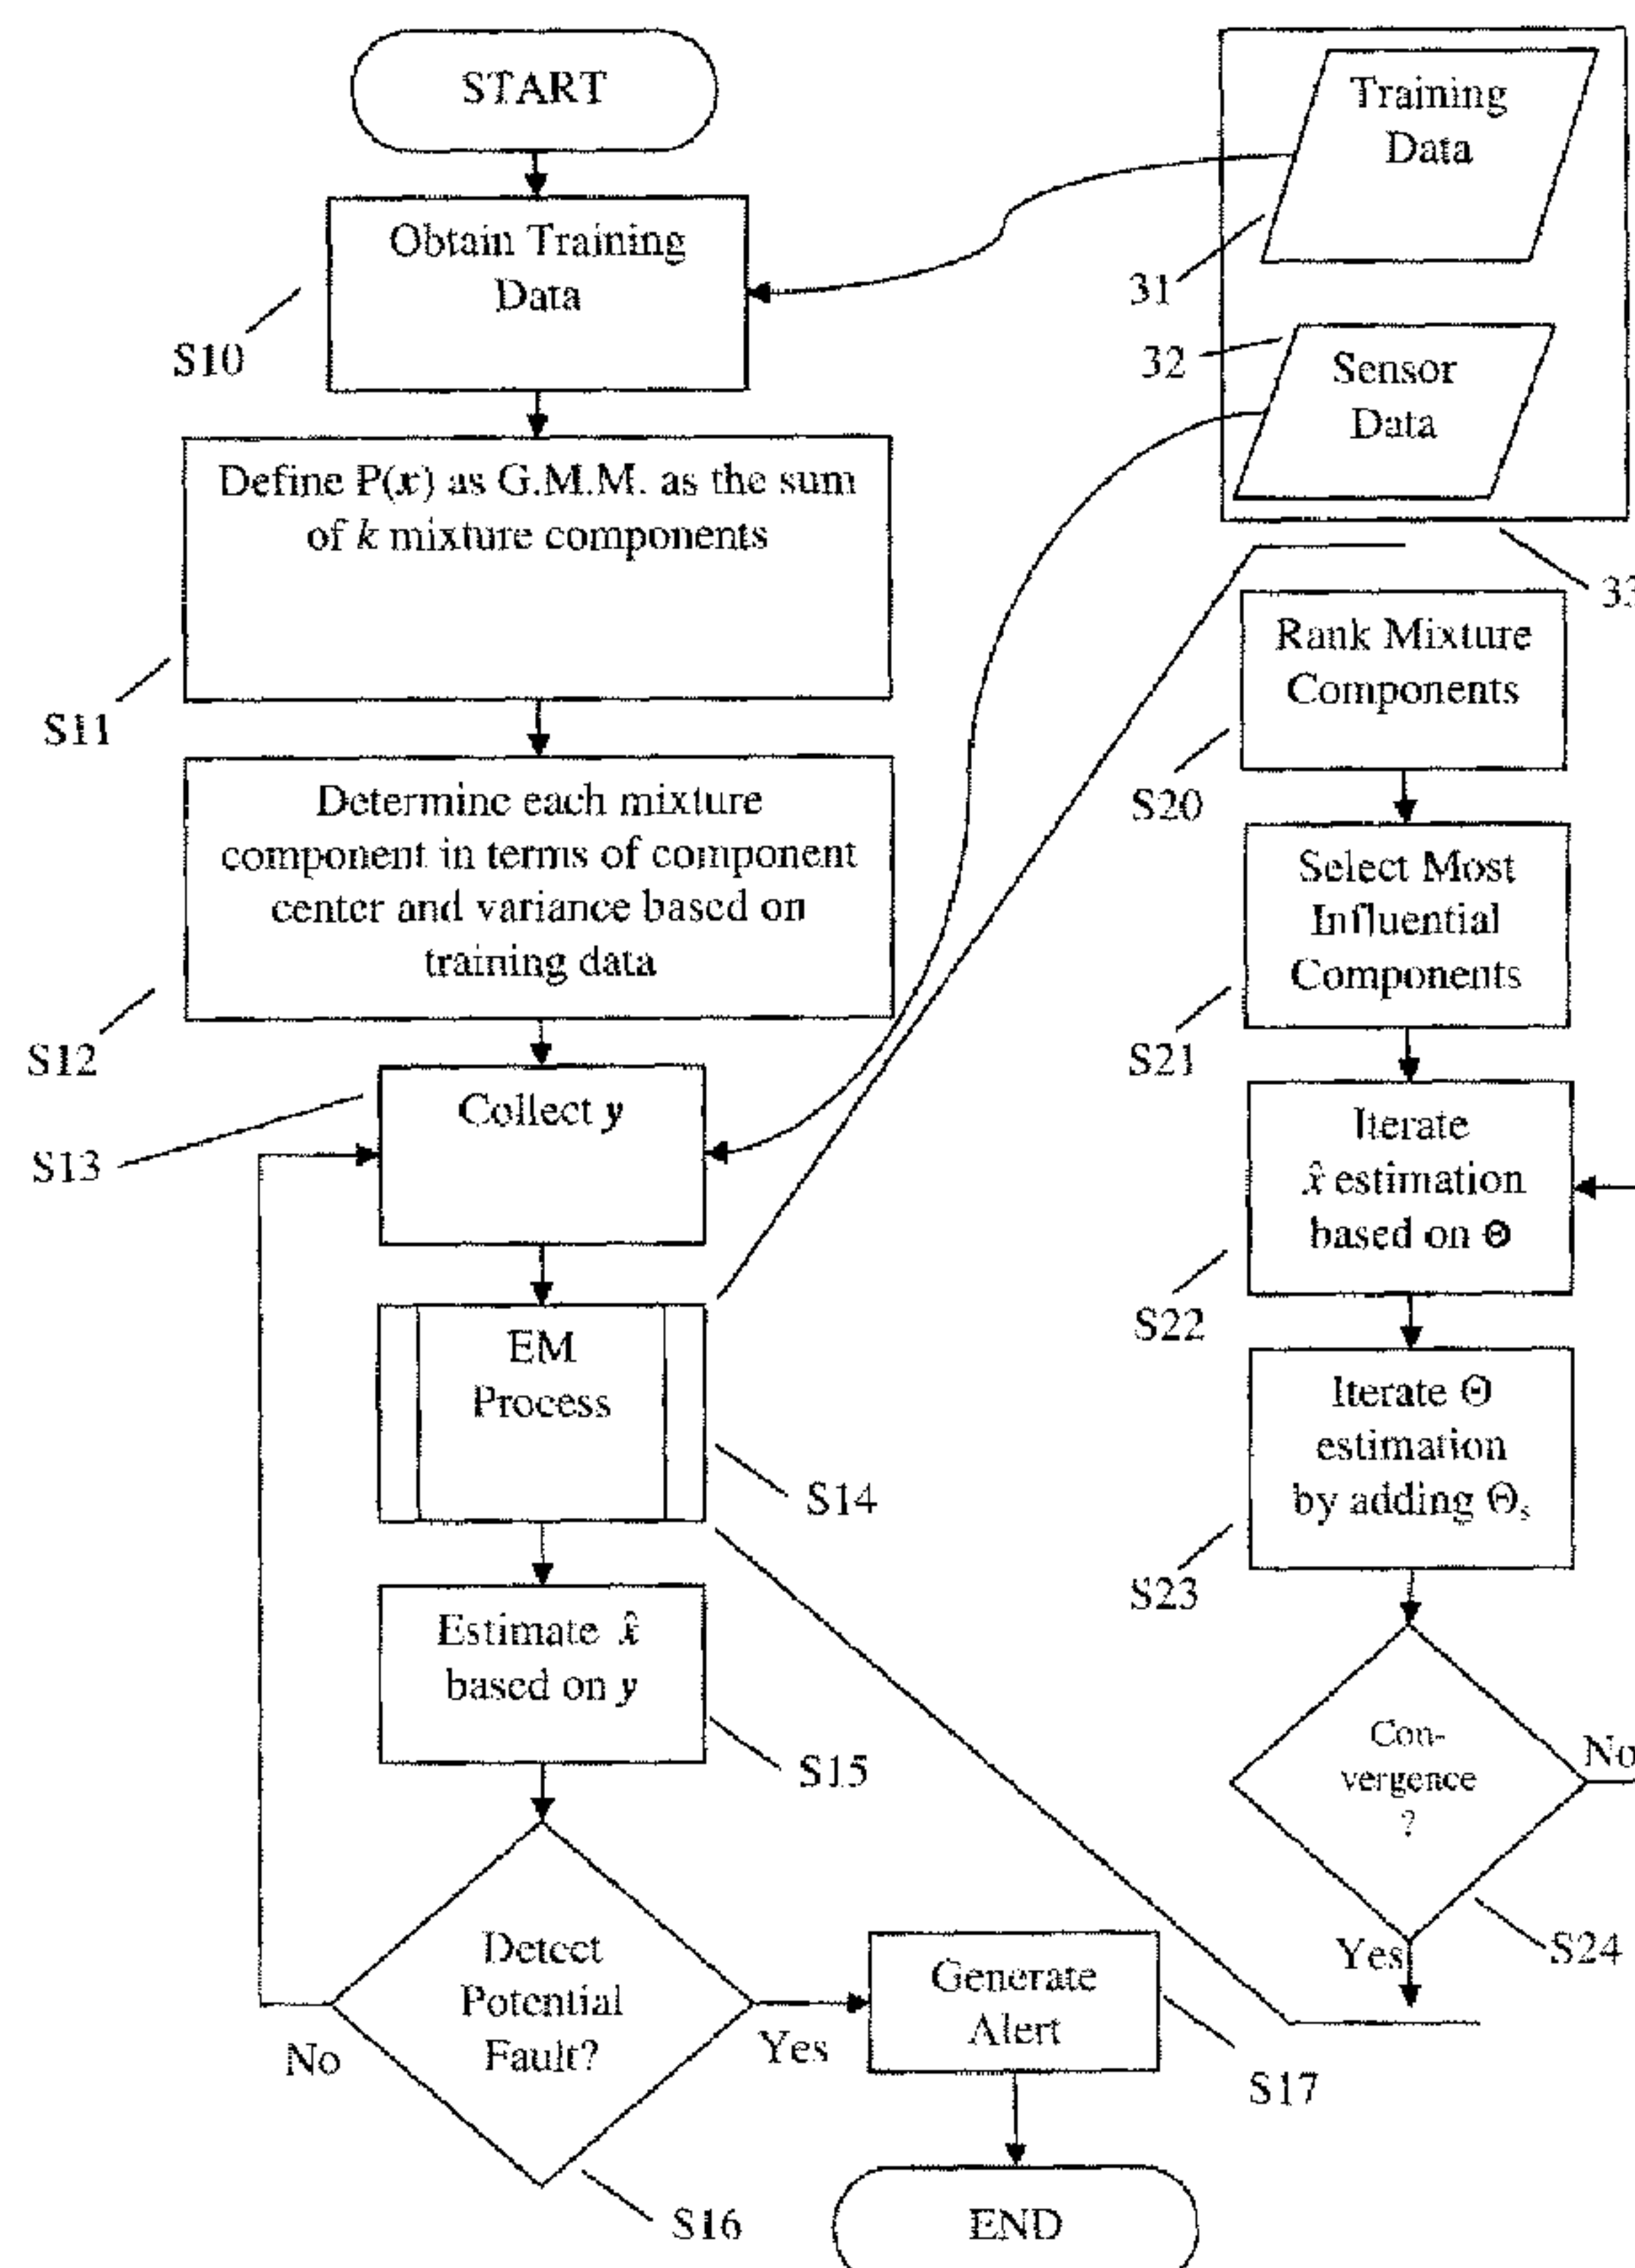 START
Obtain Training
Data
S10
Define P(x) as G.M.M. as the sum
of k mixture components
S11
Determine each mixture
component in terms of component
center and variance based on
training data
S12
Collect y
S13
EM
Process
S14
Estimate x̂
based on y
S15
Detect
Potential
Fault?
No
Yes
S16
Generate
Alert
S17
END
Training
Data
31
32
Sensor
Data
33
Rank Mixture
Components
S20
Select Most
Influential
Components
S21
Iterate
x̂ estimation
based on Θ
S22
Iterate Θ
estimation
by adding Θₛ
S23
Con-
vergence
?
No
Yes
S24